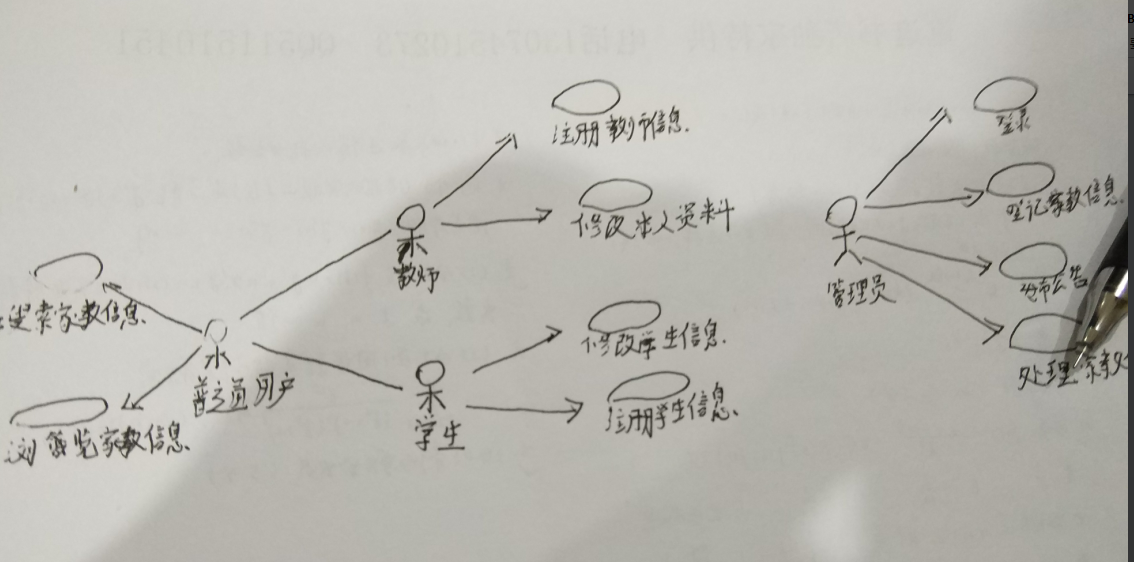 注册教师信息.
修改本人资料
教师
搜索家教信息.
普通用户
浏览家教信息.
修改学生信息.
注册学生信息.
学生
登录
登记家教信息.
发布公告
管理员
处理